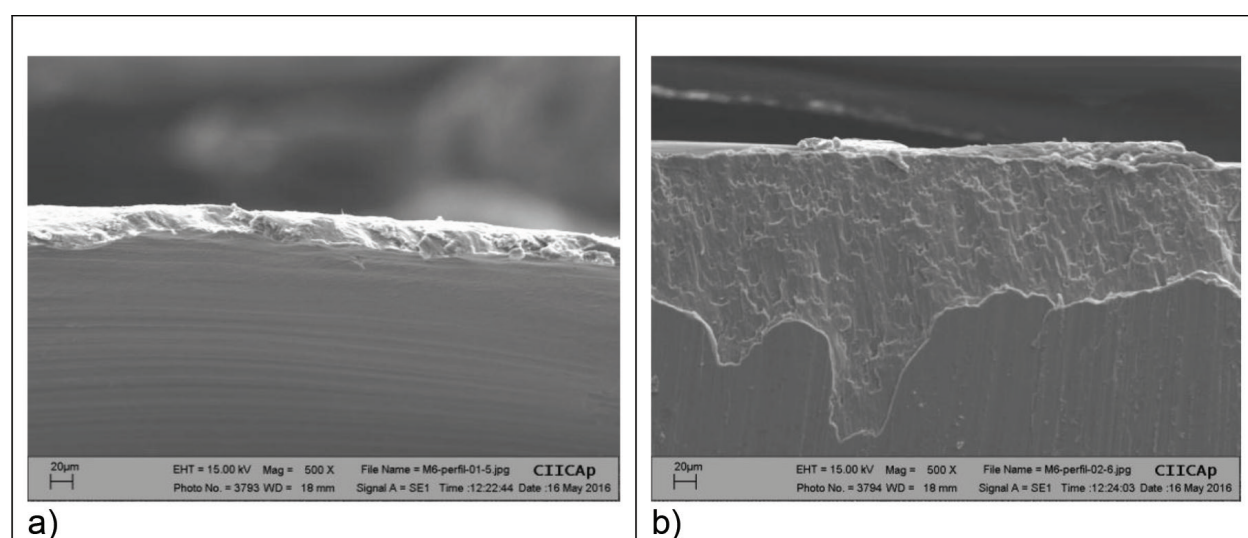 20µm
EHT = 15.00 kV Mag = 500 X File Name = M6-perfil-01-5.jpg CIICAp
Photo No. = 3793 WD = 18 mm Signal A = SE1 Time :12:22:44 Date :16 May 2016
a)
20µm
EHT = 15.00 kV Mag = 500 X File Name = M6-perfil-02-6.jpg CIICAp
Photo No. = 3794 WD = 18 mm Signal A = SE1 Time :12:24:03 Date :16 May 2016
b)